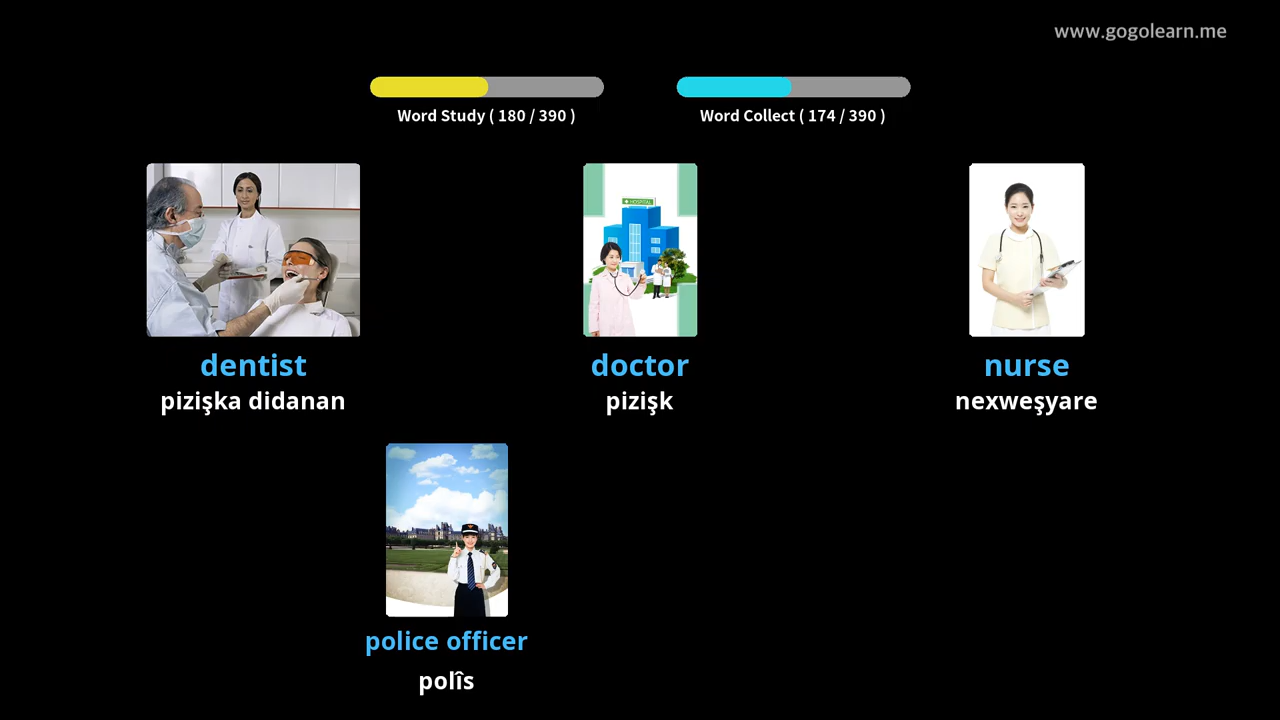 www.gogolearn.me
Word Study ( 180 / 390 )
Word Collect ( 174 / 390 )
HOSPITAL
dentist
doctor
nurse
pizişka didanan
pizişk
nexweşyare
police officer
polîs